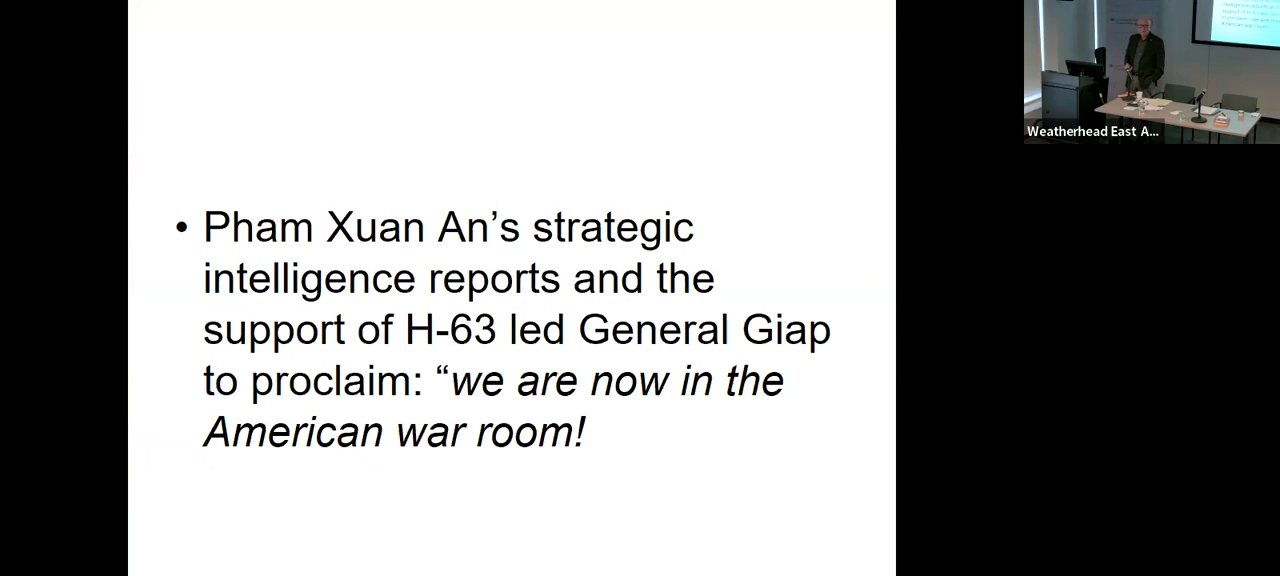 • Pham Xuan An’s strategic
intelligence reports and the
support of H-63 led General Giap
to proclaim: “we are now in the
American war room!
Weatherhead East A...